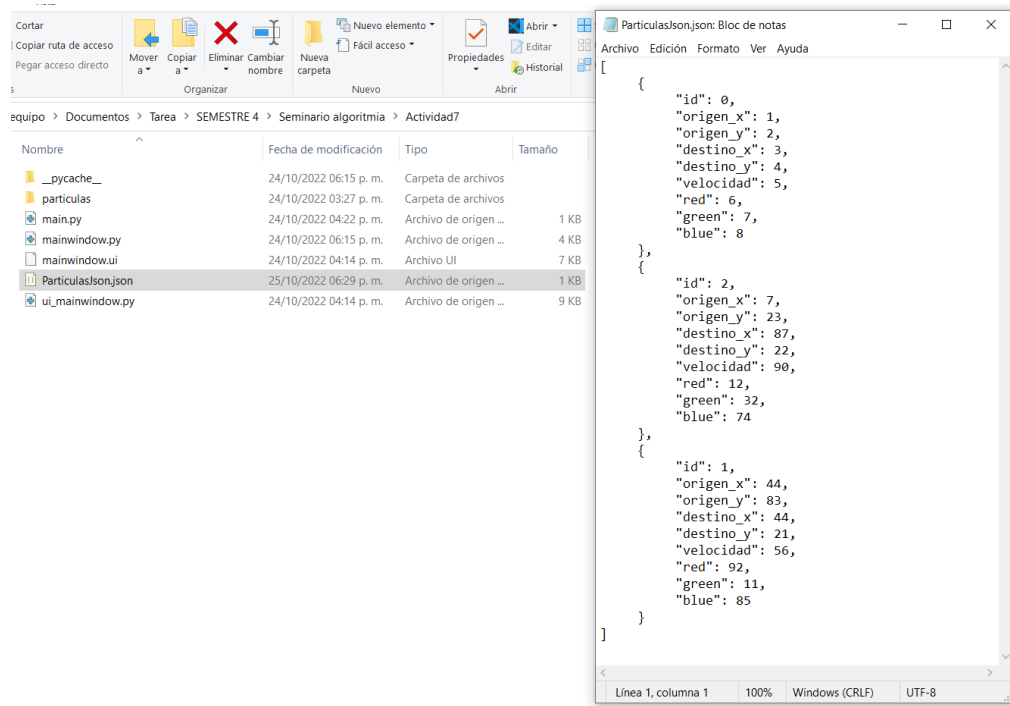 Cortar
Copiar ruta de acceso
Pegar acceso directo
Mover a
Copiar a
Eliminar
Cambiar nombre
Organizar
Nueva carpeta
Nuevo elemento
Fácil acceso
Nuevo
Propiedades
Abrir
Editar
Historial
Abrir
equipo > Documentos > Tarea > SEMESTRE 4 > Seminario algoritmia > Actividad7
Nombre Fecha de modificación Tipo Tamaño
__pycache__ 24/10/2022 06:15 p. m. Carpeta de archivos
particulas 24/10/2022 03:27 p. m. Carpeta de archivos
main.py 24/10/2022 04:22 p. m. Archivo de origen ... 1 KB
mainwindow.py 24/10/2022 06:15 p. m. Archivo de origen ... 4 KB
mainwindow.ui 24/10/2022 04:14 p. m. Archivo UI 7 KB
ParticulasJson.json 25/10/2022 06:29 p. m. Archivo de origen ... 1 KB
ui_mainwindow.py 24/10/2022 04:14 p. m. Archivo de origen ... 9 KB
ParticulasJson.json: Bloc de notas
Archivo Edición Formato Ver Ayuda
[
{
"id": 0,
"origen_x": 1,
"origen_y": 2,
"destino_x": 3,
"destino_y": 4,
"velocidad": 5,
"red": 6,
"green": 7,
"blue": 8
},
{
"id": 2,
"origen_x": 7,
"origen_y": 23,
"destino_x": 87,
"destino_y": 22,
"velocidad": 90,
"red": 12,
"green": 32,
"blue": 74
},
{
"id": 1,
"origen_x": 44,
"origen_y": 83,
"destino_x": 44,
"destino_y": 21,
"velocidad": 56,
"red": 92,
"green": 11,
"blue": 85
}
]
Línea 1, columna 1 100% Windows (CRLF) UTF-8